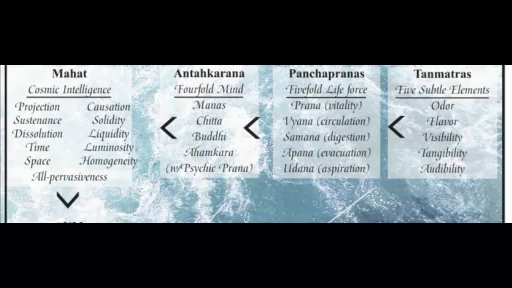 Mahat
Cosmic Intelligence
Projection Causation
Sustenance Solidity
Dissolution Liquidity
Time Luminosity
Space Homogeneity
All-pervasiveness
Antahkarana
Fourfold Mind
Manas
Chitta
Buddhi
Ahamkara
(w/Psychic Prana)
Panchapranas
Fivefold Life force
Prana (vitality)
Vyana (circulation)
Samana (digestion)
Apana (evacuation)
Udana (aspiration)
Tanmatras
Five Subtle Elements
Odor
Flavor
Visibility
Tangibility
Audibility